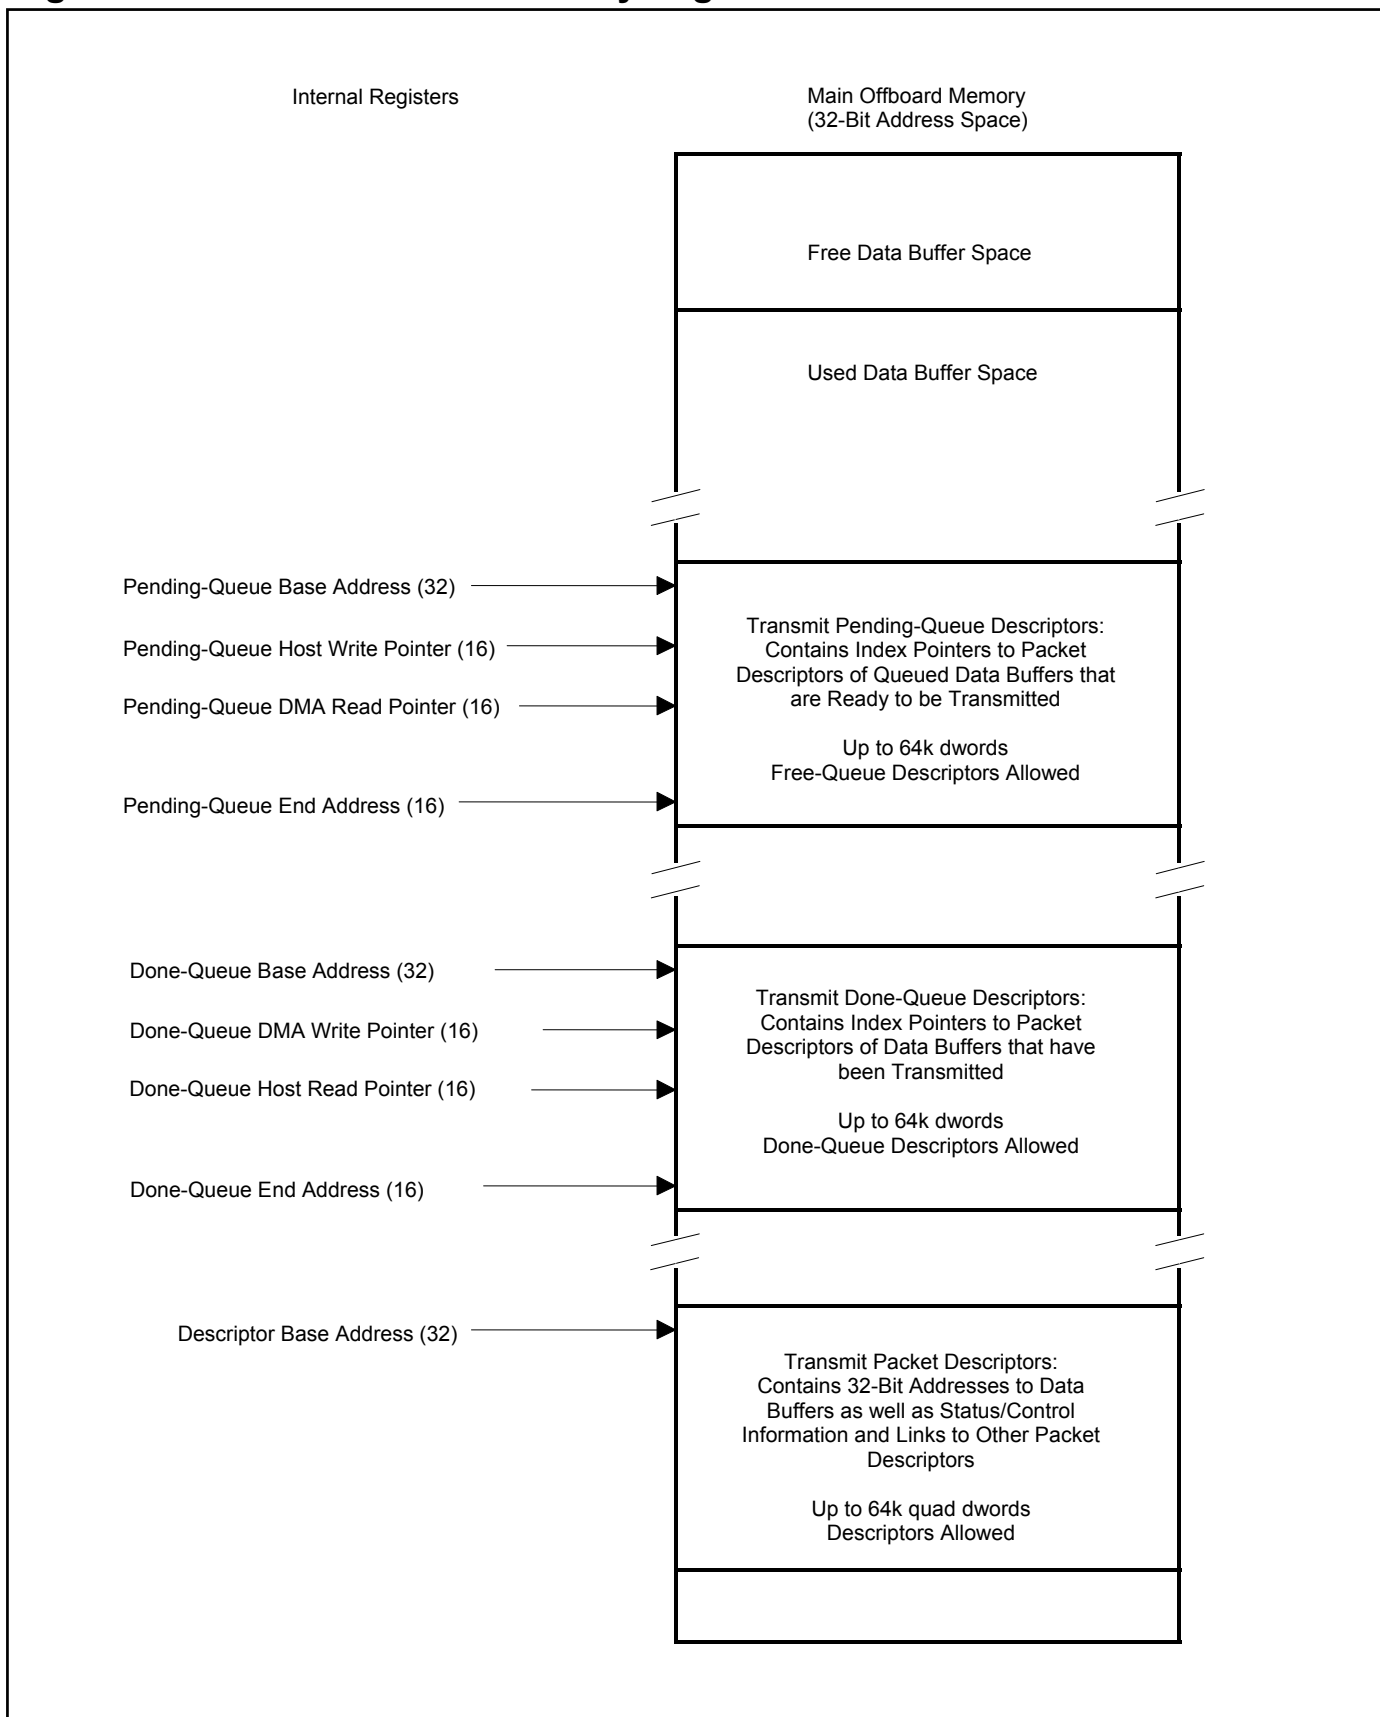 Internal Registers
Main Offboard Memory
(32-Bit Address Space)
Free Data Buffer Space
Used Data Buffer Space
Pending-Queue Base Address (32)
Pending-Queue Host Write Pointer (16)
Pending-Queue DMA Read Pointer (16)
Pending-Queue End Address (16)
Transmit Pending-Queue Descriptors:
Contains Index Pointers to Packet
Descriptors of Queued Data Buffers that
are Ready to be Transmitted
Up to 64k dwords
Free-Queue Descriptors Allowed
Done-Queue Base Address (32)
Done-Queue DMA Write Pointer (16)
Done-Queue Host Read Pointer (16)
Done-Queue End Address (16)
Transmit Done-Queue Descriptors:
Contains Index Pointers to Packet
Descriptors of Data Buffers that have
been Transmitted
Up to 64k dwords
Done-Queue Descriptors Allowed
Descriptor Base Address (32)
Transmit Packet Descriptors:
Contains 32-Bit Addresses to Data
Buffers as well as Status/Control
Information and Links to Other Packet
Descriptors
Up to 64k quad dwords
Descriptors Allowed